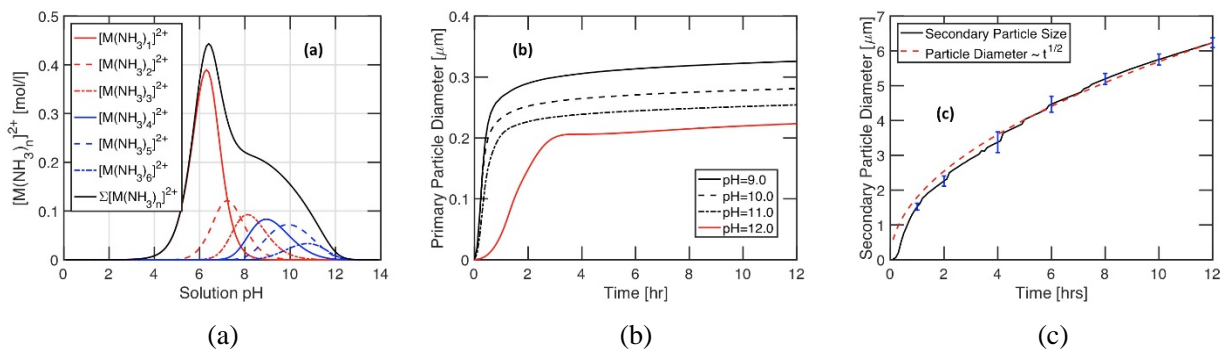 [M(NH3)n]2+ [mol/l]
0.5
0.4
0.3
0.2
0.1
0
[M(NH3)1]2+
[M(NH3)2]2+
[M(NH3)3]2+
[M(NH3)4]2+
[M(NH3)5]2+
[M(NH3)6]2+
Σ[M(NH3)n]2+
(a)
0 2 4 6 8 10 12 14
Solution pH
(a)
Primary Particle Diameter [μm]
0.4
0.3
0.2
0.1
0
(b)
pH=9.0
pH=10.0
pH=11.0
pH=12.0
0 2 4 6 8 10 12
Time [hr]
(b)
Secondary Particle Diameter [μm]
7
6
5
4
3
2
1
0
Secondary Particle Size
Particle Diameter ~ t1/2
(c)
0 2 4 6 8 10 12
Time [hrs]
(c)